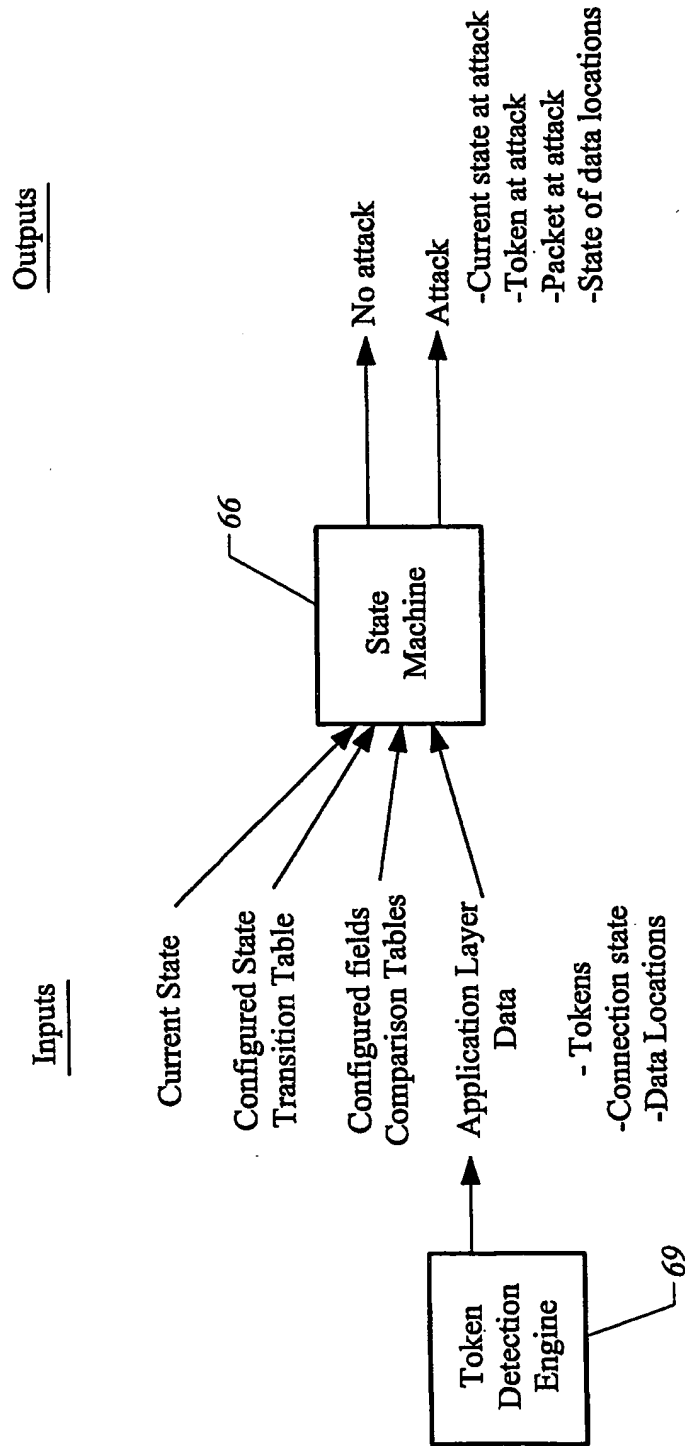 Inputs
Outputs
Current State
Configured State
Transition Table
Configured fields
Comparison Tables
Application Layer
Data
- Tokens
-Connection state
-Data Locations
Token
Detection
Engine
69
State
Machine
66
No attack
Attack
-Current state at attack
-Token at attack
-Packet at attack
-State of data locations